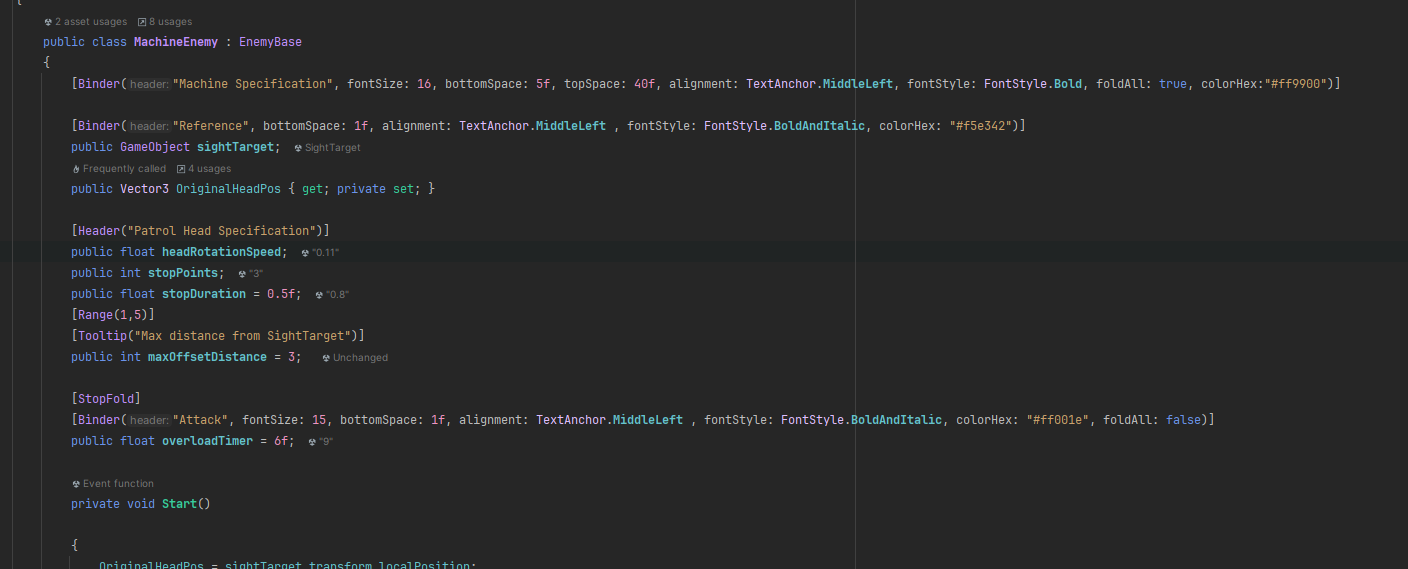 {
2 asset usages 8 usages
public class MachineEnemy : EnemyBase
{
[Binder(header:"Machine Specification", fontSize: 16, bottomSpace: 5f, topSpace: 40f, alignment: TextAnchor.MiddleLeft, fontStyle: FontStyle.Bold, foldAll: true, colorHex:"#ff9900")]
[Binder(header:"Reference", bottomSpace: 1f, alignment: TextAnchor.MiddleLeft , fontStyle: FontStyle.BoldAndItalic, colorHex: "#f5e342")]
public GameObject sightTarget; SightTarget
Frequently called 4 usages
public Vector3 OriginalHeadPos { get; private set; }
[Header("Patrol Head Specification")]
public float headRotationSpeed; "0.11"
public int stopPoints; "3"
public float stopDuration = 0.5f; "0.8"
[Range(1,5)]
[Tooltip("Max distance from SightTarget")]
public int maxOffsetDistance = 3; Unchanged
[StopFold]
[Binder(header:"Attack", fontSize: 15, bottomSpace: 1f, alignment: TextAnchor.MiddleLeft , fontStyle: FontStyle.BoldAndItalic, colorHex: "#ff001e", foldAll: false)]
public float overloadTimer = 6f; "9"
Event function
private void Start()
{
OriginalHeadPos = sightTarget.transform.localPosition;